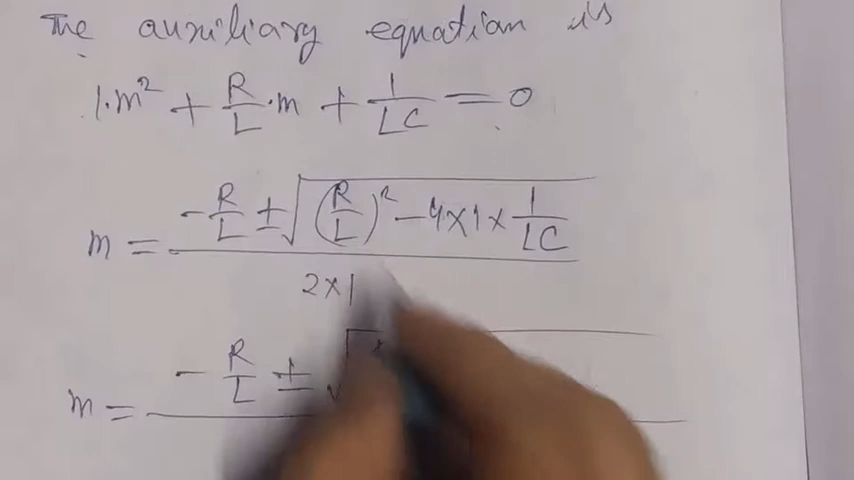 The auxiliary equation is
1·m² + R/L·m + 1/LC = 0
m = (-R/L ± √((R/L)² - 4×1×1/LC)) / (2×1)
m = - R/L ± √